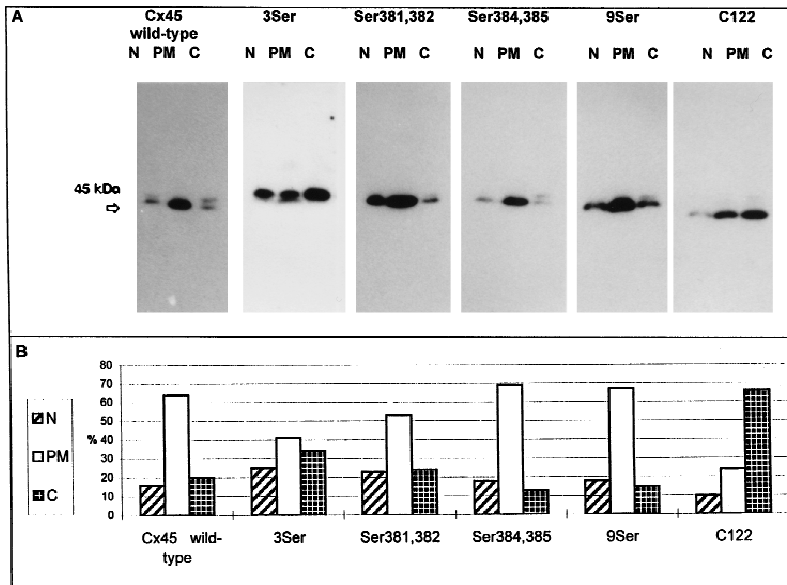 A
Cx45 wild-type 3Ser Ser381,382 Ser384,385 9Ser C122
N PM C N PM C N PM C N PM C N PM C N PM C
45 kDa
B
80
70
60
50
% 40
30
20
10
0
N
PM
C
Cx45 wild-type 3Ser Ser381,382 Ser384,385 9Ser C122